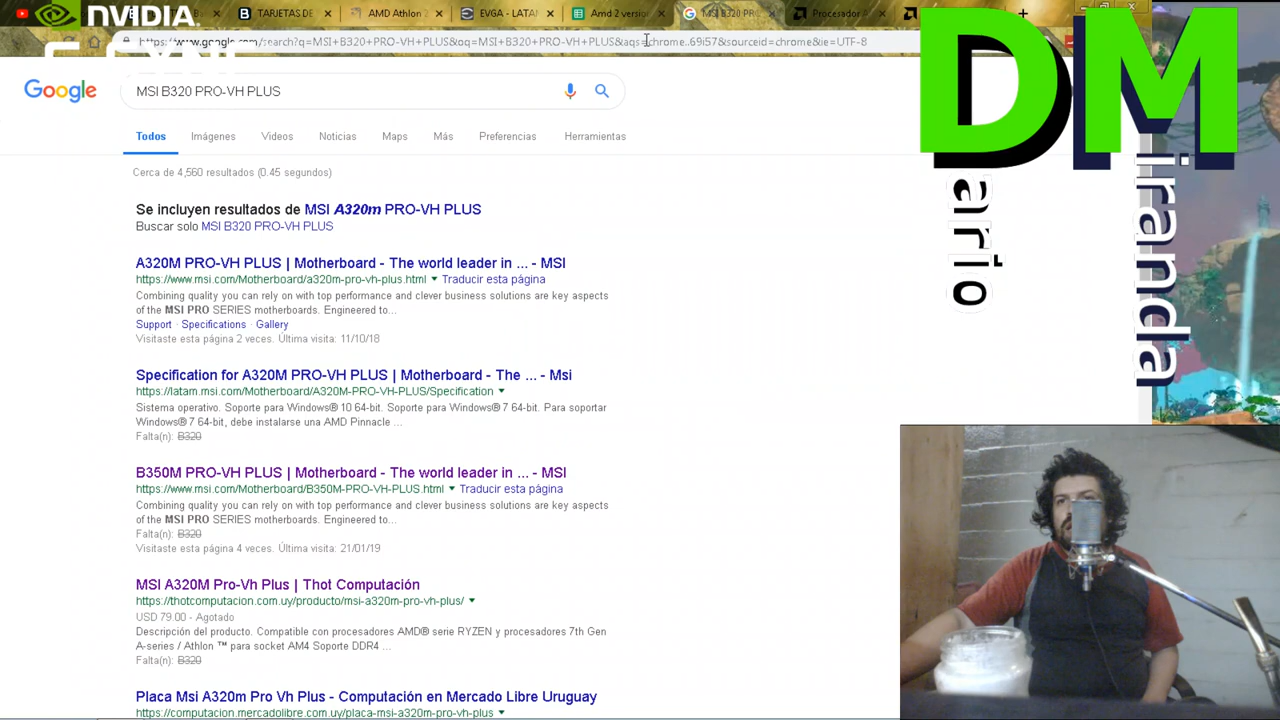 NVIDIA.
TARJETAS DE
AMD Athlon 2
EVGA - LATA
Amd 2 version
MSI B320 PRO
Procesador
https://www.google.com/search?q=MSI+B320+PRO-VH+PLUS&oq=MSI+B320+PRO-VH+PLUS&aqs=chrome..69i57&sourceid=chrome&ie=UTF-8
DM
ario
iranda
Google
MSI B320 PRO-VH PLUS
Todos Imágenes Videos Noticias Maps Más Preferencias Herramientas
Cerca de 4,560 resultados (0.45 segundos)
Se incluyen resultados de MSI A320m PRO-VH PLUS
Buscar solo MSI B320 PRO-VH PLUS
A320M PRO-VH PLUS | Motherboard - The world leader in ... - MSI
https://www.msi.com/Motherboard/a320m-pro-vh-plus.html ▼ Traducir esta página
Combining quality you can rely on with top performance and clever business solutions are key aspects
of the MSI PRO SERIES motherboards. Engineered to...
Support · Specifications · Gallery
Visitaste esta página 2 veces. Última visita: 11/10/18
Specification for A320M PRO-VH PLUS | Motherboard - The ... - Msi
https://latam.msi.com/Motherboard/A320M-PRO-VH-PLUS/Specification ▼
Sistema operativo. Soporte para Windows® 10 64-bit. Soporte para Windows® 7 64-bit. Para soportar
Windows® 7 64-bit, debe instalarse una AMD Pinnacle ...
Falta(n): B320
B350M PRO-VH PLUS | Motherboard - The world leader in ... - MSI
https://www.msi.com/Motherboard/B350M-PRO-VH-PLUS.html ▼ Traducir esta página
Combining quality you can rely on with top performance and clever business solutions are key aspects
of the MSI PRO SERIES motherboards. Engineered to...
Falta(n): B320
Visitaste esta página 4 veces. Última visita: 21/01/19
MSI A320M Pro-Vh Plus | Thot Computación
https://thotcomputacion.com.uy/producto/msi-a320m-pro-vh-plus/ ▼
USD 79.00 - Agotado
Descripción del producto. Compatible con procesadores AMD® serie RYZEN y procesadores 7th Gen
A-series / Athlon ™ para socket AM4 Soporte DDR4 ...
Falta(n): B320
Placa Msi A320m Pro Vh Plus - Computación en Mercado Libre Uruguay
https://computacion.mercadolibre.com.uy/placa-msi-a320m-pro-vh-plus ▼